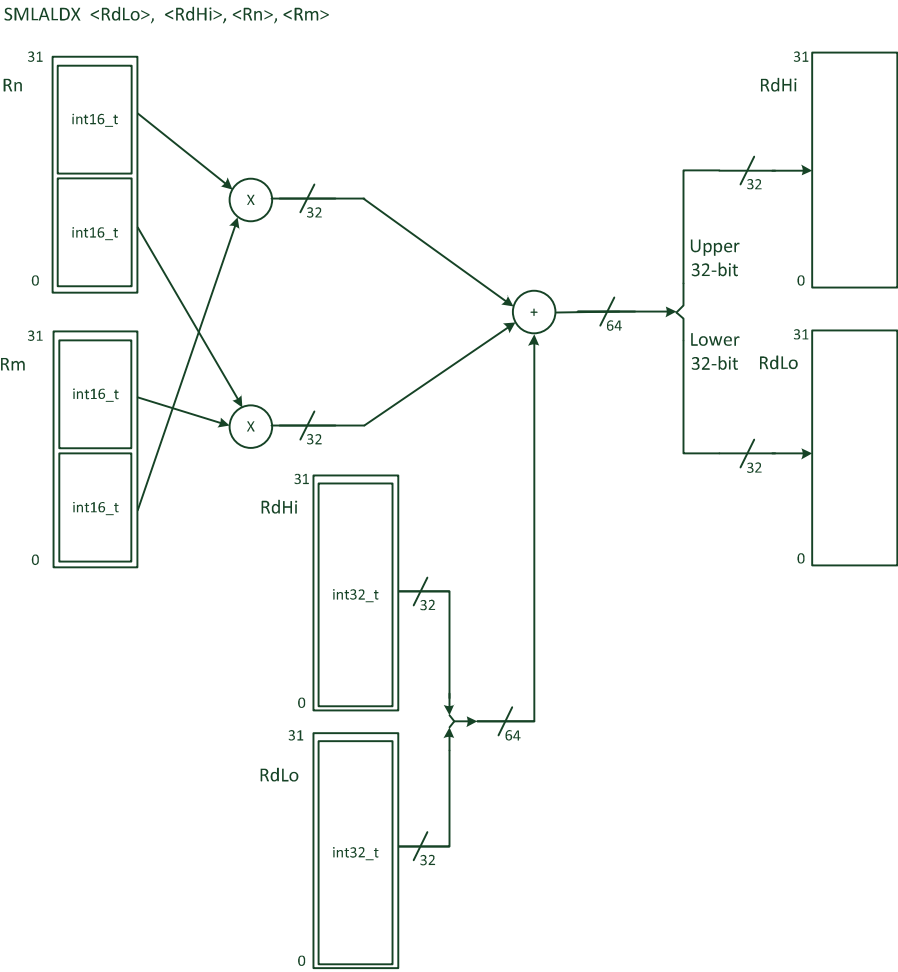 SMLALDX <RdLo>, <RdHi>, <Rn>, <Rm>
31
Rn
int16_t
int16_t
0
31
Rm
int16_t
int16_t
0
X
32
X
32
31
RdHi
int32_t
0
32
31
RdLo
int32_t
0
32
64
+
64
Upper
32-bit
Lower
32-bit
32
32
31
RdHi
0
31
RdLo
0